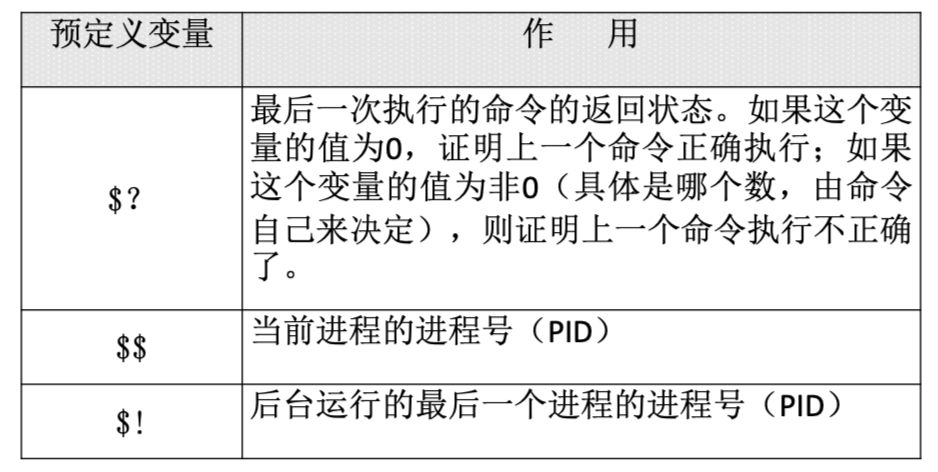 预定义变量
作 用
$?
最后一次执行的命令的返回状态。如果这个变
量的值为0，证明上一个命令正确执行；如果
这个变量的值为非0（具体是哪个数，由命令
自己来决定），则证明上一个命令执行不正确
了。
$$
当前进程的进程号（PID）
$!
后台运行的最后一个进程的进程号（PID）